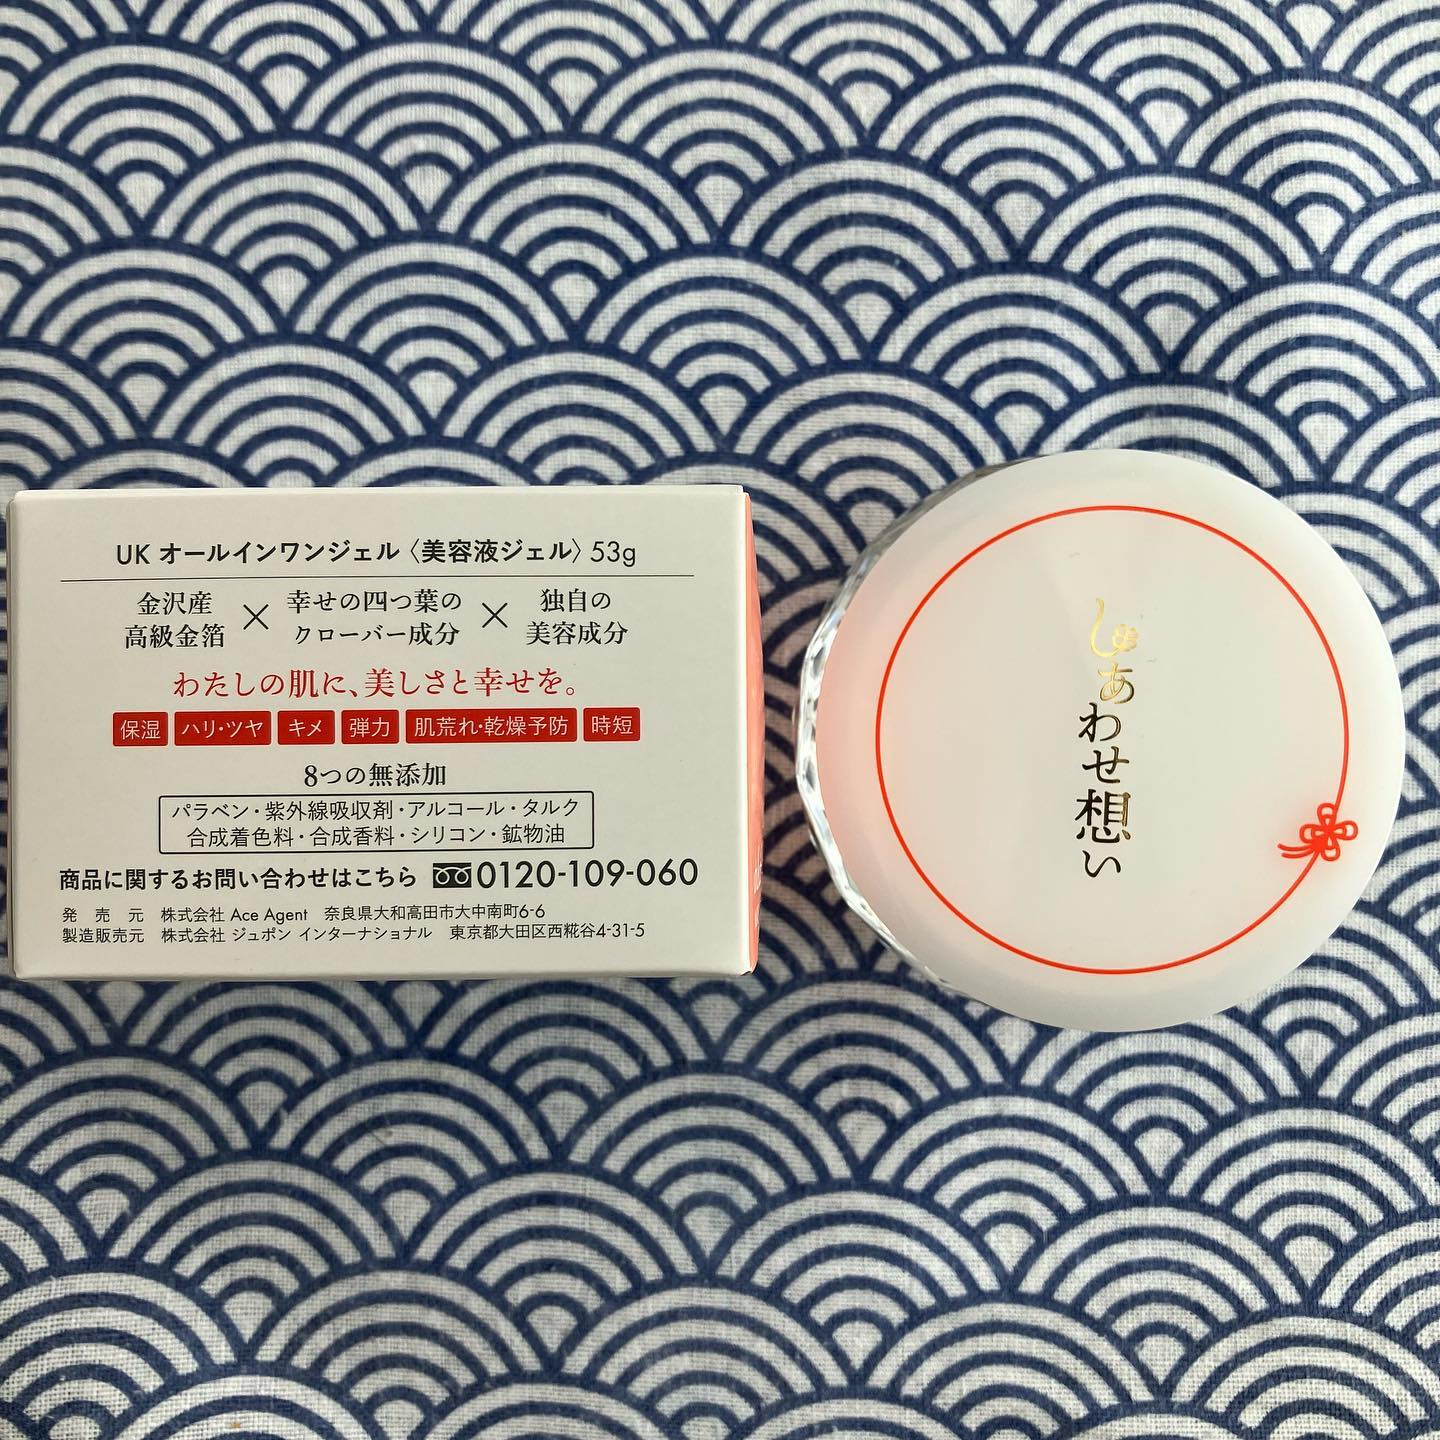 UK オールインワンジェル〈美容液ジェル〉53g
金沢産 高級金箔 × 幸せの四つ葉の クローバー成分 × 独自の 美容成分
わたしの肌に、美しさと幸せを。
保湿 ハリ・ツヤ キメ 弾力 肌荒れ・乾燥予防 時短
8つの無添加
パラベン・紫外線吸収剤・アルコール・タルク
合成着色料・合成香料・シリコン・鉱物油
商品に関するお問い合わせはこちら 0120-109-060
発売元 株式会社 Ace Agent 奈良県大和高田市大中南町6-6
製造販売元 株式会社 ジュポン インターナショナル 東京都大田区西糀谷4-31-5
しあわせ想い